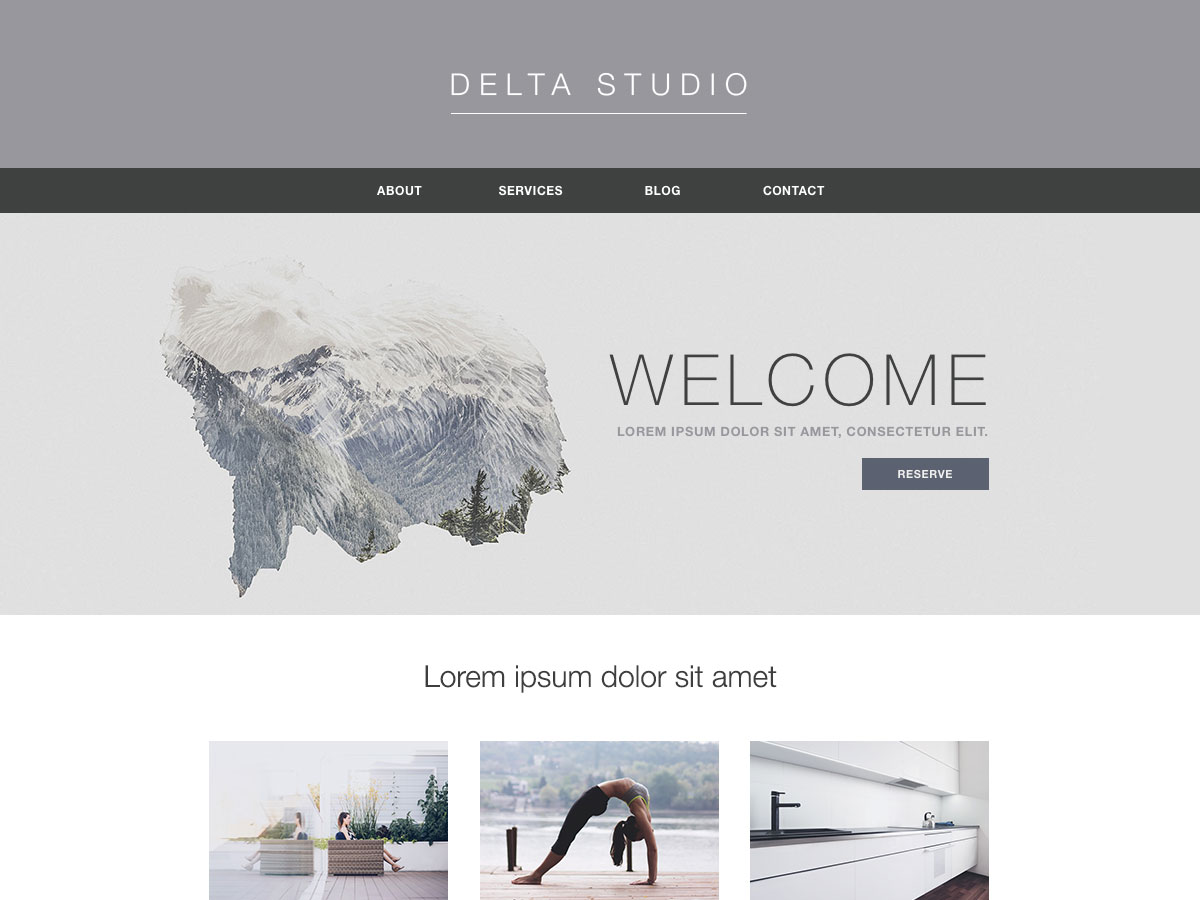 DELTA STUDIO
ABOUT SERVICES BLOG CONTACT
WELCOME
LOREM IPSUM DOLOR SIT AMET, CONSECTETUR ELIT.
RESERVE
Lorem ipsum dolor sit amet